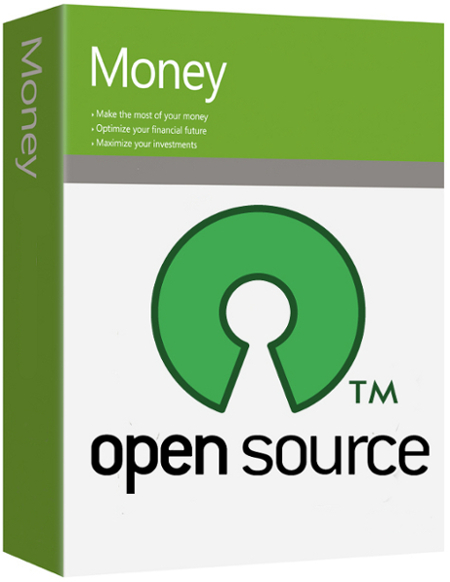 Money
Money
Make the most of your money
Optimize your financial future
Maximize your investments
TM
open source